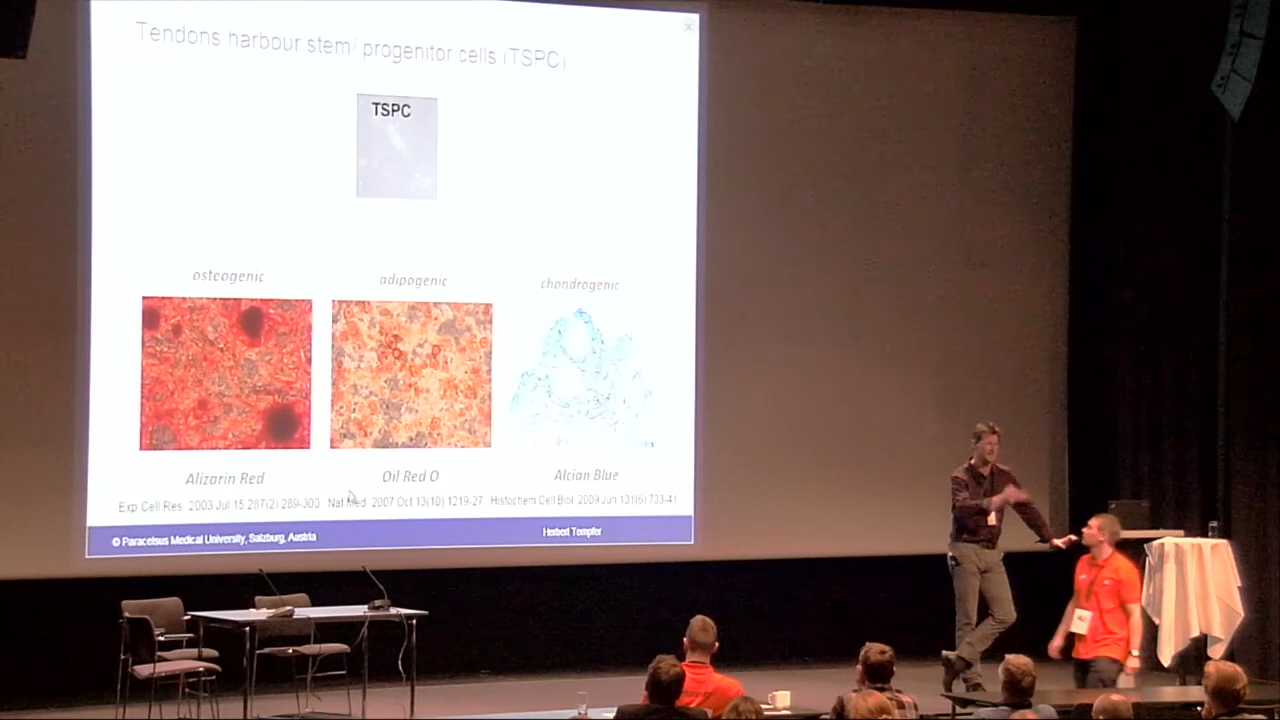 Tendons harbour stem/ progenitor cells (TSPC)
TSPC
osteogenic
adipogenic
chondrogenic
Alizarin Red
Oil Red O
Alcian Blue
Exp Cell Res. 2003 Jul 15 287(2) 289-300 Nat Med. 2007 Oct 13(10) 1219-27 Histochem Cell Biol. 2009 Jun 131(6) 733-41
© Paracelsus Medical University, Salzburg, Austria
Herbert Tempfer